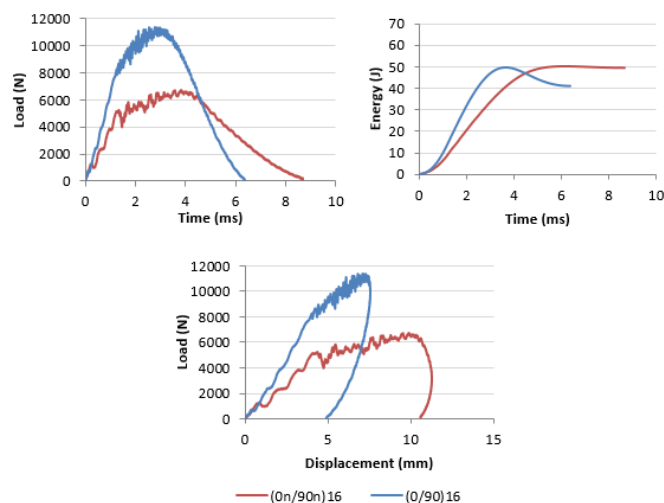 Load (N)
12000
10000
8000
6000
4000
2000
0
0 2 4 6 8 10
Time (ms)
Energy (J)
60
50
40
30
20
10
0
0 2 4 6 8 10
Time (ms)
Load (N)
12000
10000
8000
6000
4000
2000
0
0 5 10 15
Displacement (mm)
(0n/90n)16 (0/90)16